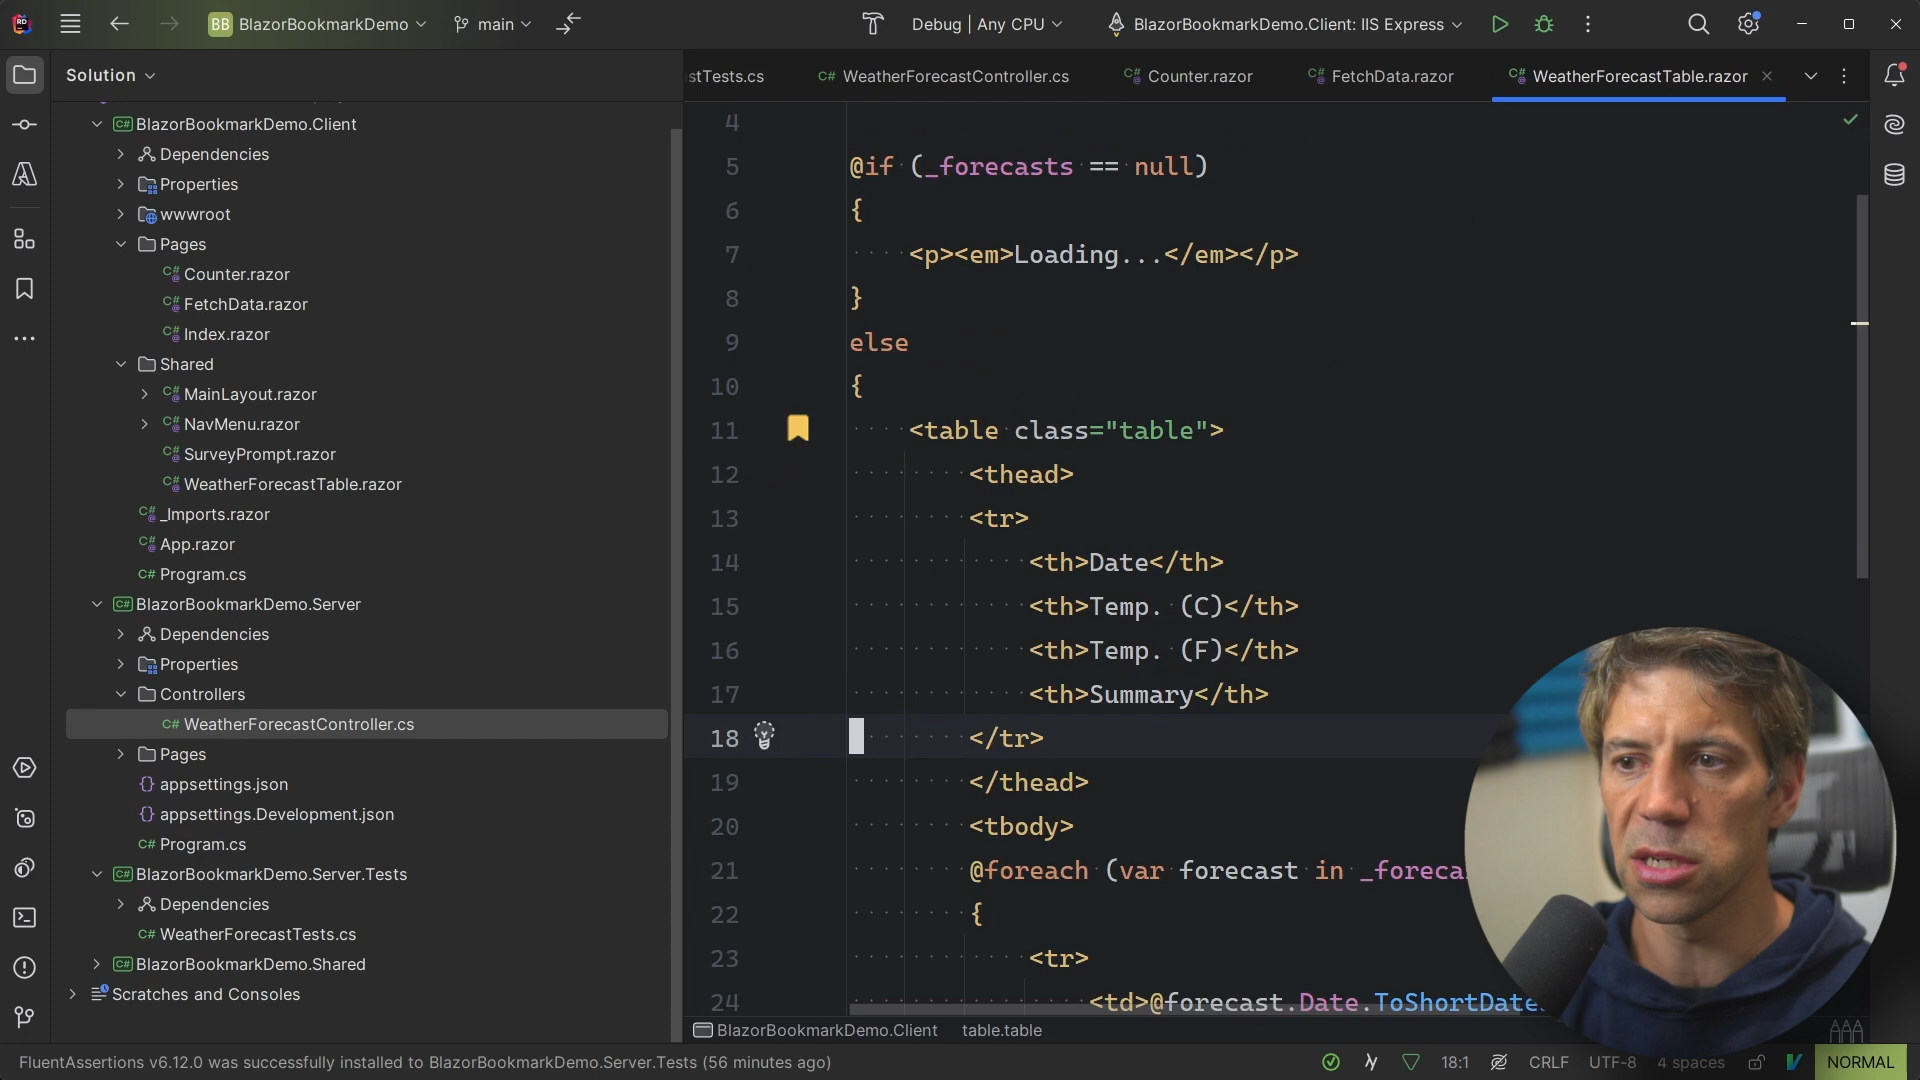 BB BlazorBookmarkDemo main Debug | Any CPU BlazorBookmarkDemo.Client: IIS Express
Solution
BlazorBookmarkDemo.Client
Dependencies
Properties
wwwroot
Pages
Counter.razor
FetchData.razor
Index.razor
Shared
MainLayout.razor
NavMenu.razor
SurveyPrompt.razor
WeatherForecastTable.razor
_Imports.razor
App.razor
C# Program.cs
BlazorBookmarkDemo.Server
Dependencies
Properties
Controllers
C# WeatherForecastController.cs
Pages
{} appsettings.json
{} appsettings.Development.json
C# Program.cs
BlazorBookmarkDemo.Server.Tests
Dependencies
C# WeatherForecastTests.cs
BlazorBookmarkDemo.Shared
Scratches and Consoles
stTests.cs C# WeatherForecastController.cs Counter.razor FetchData.razor WeatherForecastTable.razor
4
5 @if (_forecasts == null)
6 {
7 <p><em>Loading...</em></p>
8 }
9 else
10 {
11 <table class="table">
12 <thead>
13 <tr>
14 <th>Date</th>
15 <th>Temp. (C)</th>
16 <th>Temp. (F)</th>
17 <th>Summary</th>
18 </tr>
19 </thead>
20 <tbody>
21 @foreach (var forecast in _foreca
22 {
23 <tr>
24 <td>@forecast.Date.ToShortDate
BlazorBookmarkDemo.Client table.table
FluentAssertions v6.12.0 was successfully installed to BlazorBookmarkDemo.Server.Tests (56 minutes ago) 18:1 CRLF UTF-8 4 spaces NORMAL